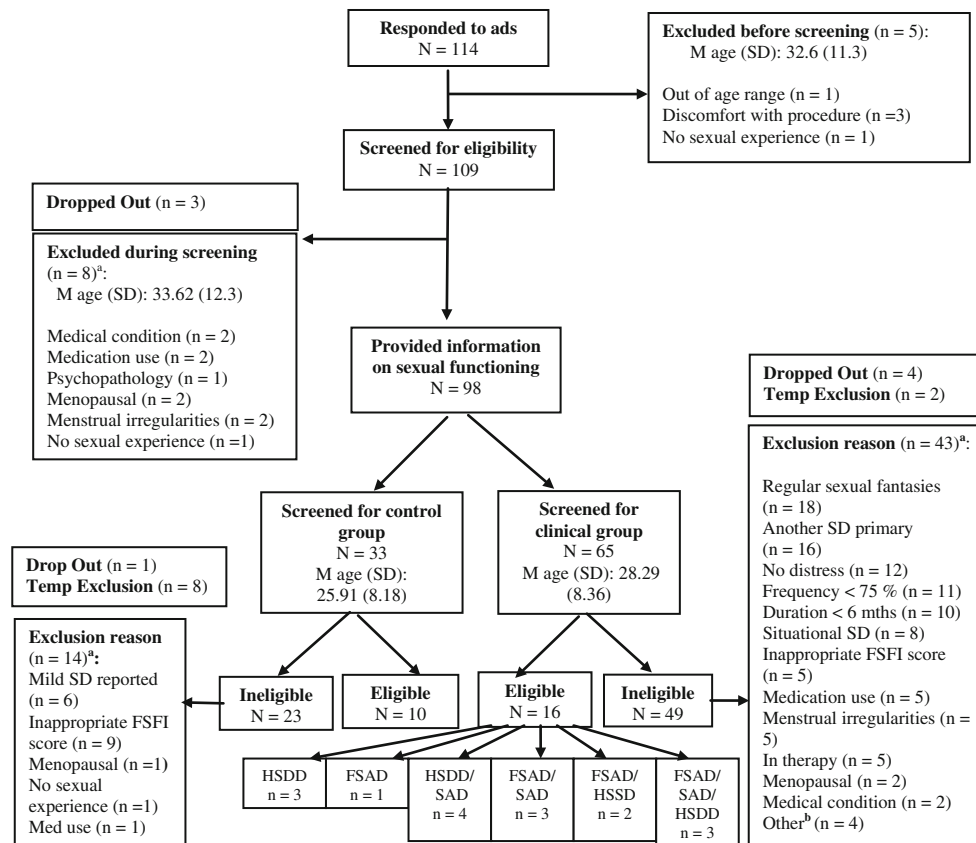 Responded to ads
N = 114
Excluded before screening (n = 5):
M age (SD): 32.6 (11.3)
Out of age range (n = 1)
Discomfort with procedure (n =3)
No sexual experience (n = 1)
Screened for eligibility
N = 109
Dropped Out (n = 3)
Excluded during screening
(n = 8)a:
M age (SD): 33.62 (12.3)
Medical condition (n = 2)
Medication use (n = 2)
Psychopathology (n = 1)
Menopausal (n = 2)
Menstrual irregularities (n = 2)
No sexual experience (n =1)
Provided information
on sexual functioning
N = 98
Dropped Out (n = 4)
Temp Exclusion (n = 2)
Exclusion reason (n = 43)a:
Regular sexual fantasies
(n = 18)
Another SD primary
(n = 16)
No distress (n = 12)
Frequency < 75 % (n = 11)
Duration < 6 mths (n = 10)
Situational SD (n = 8)
Inappropriate FSFI score
(n = 5)
Medication use (n = 5)
Menstrual irregularities (n =
5)
In therapy (n = 5)
Menopausal (n = 2)
Medical condition (n = 2)
Otherb (n = 4)
Screened for control
group
N = 33
M age (SD):
25.91 (8.18)
Screened for
clinical group
N = 65
M age (SD): 28.29
(8.36)
Drop Out (n = 1)
Temp Exclusion (n = 8)
Exclusion reason
(n = 14)a:
Mild SD reported
(n = 6)
Inappropriate FSFI
score (n = 9)
Menopausal (n =1)
No sexual
experience (n =1)
Med use (n = 1)
Ineligible
N = 23
Eligible
N = 10
Eligible
N = 16
Ineligible
N = 49
HSDD
n = 3
FSAD
n = 1
HSDD/
SAD
n = 4
FSAD/
SAD
n = 3
FSAD/
HSSD
n = 2
FSAD/
SAD/
HSDD
n = 3